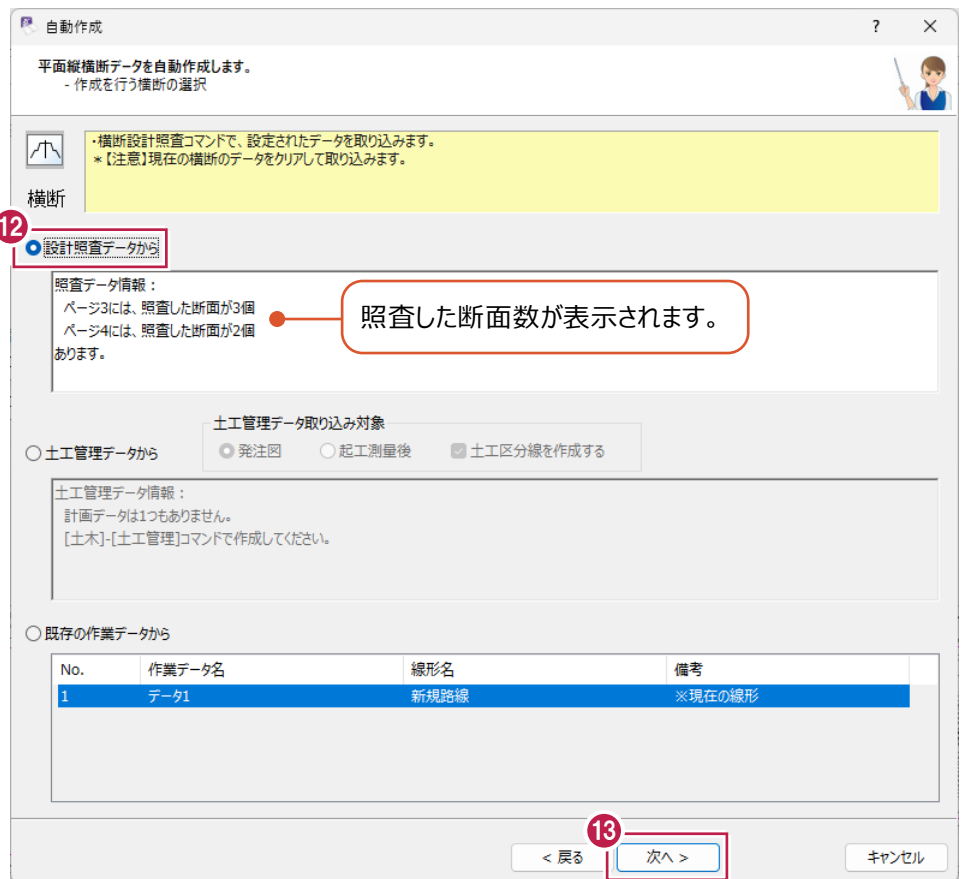 自動作成
?
×
平面縦横断データを自動作成します。
- 作成を行う横断の選択
・横断設計照査コマンドで、設定されたデータを取り込みます。
*【注意】現在の横断のデータをクリアして取り込みます。
横断
12
設計照査データから
照査データ情報：
ページ3には、照査した断面が3個
ページ4には、照査した断面が2個
あります。
照査した断面数が表示されます。
土工管理データ取り込み対象
土工管理データから
発注図
起工測量後
土工区分線を作成する
土工管理データ情報：
計画データは1つもありません。
[土木]-[土工管理]コマンドで作成してください。
既存の作業データから
No. 作業データ名 線形名 備考
1 データ1 新規路線 ※現在の線形
13
< 戻る
次へ >
キャンセル